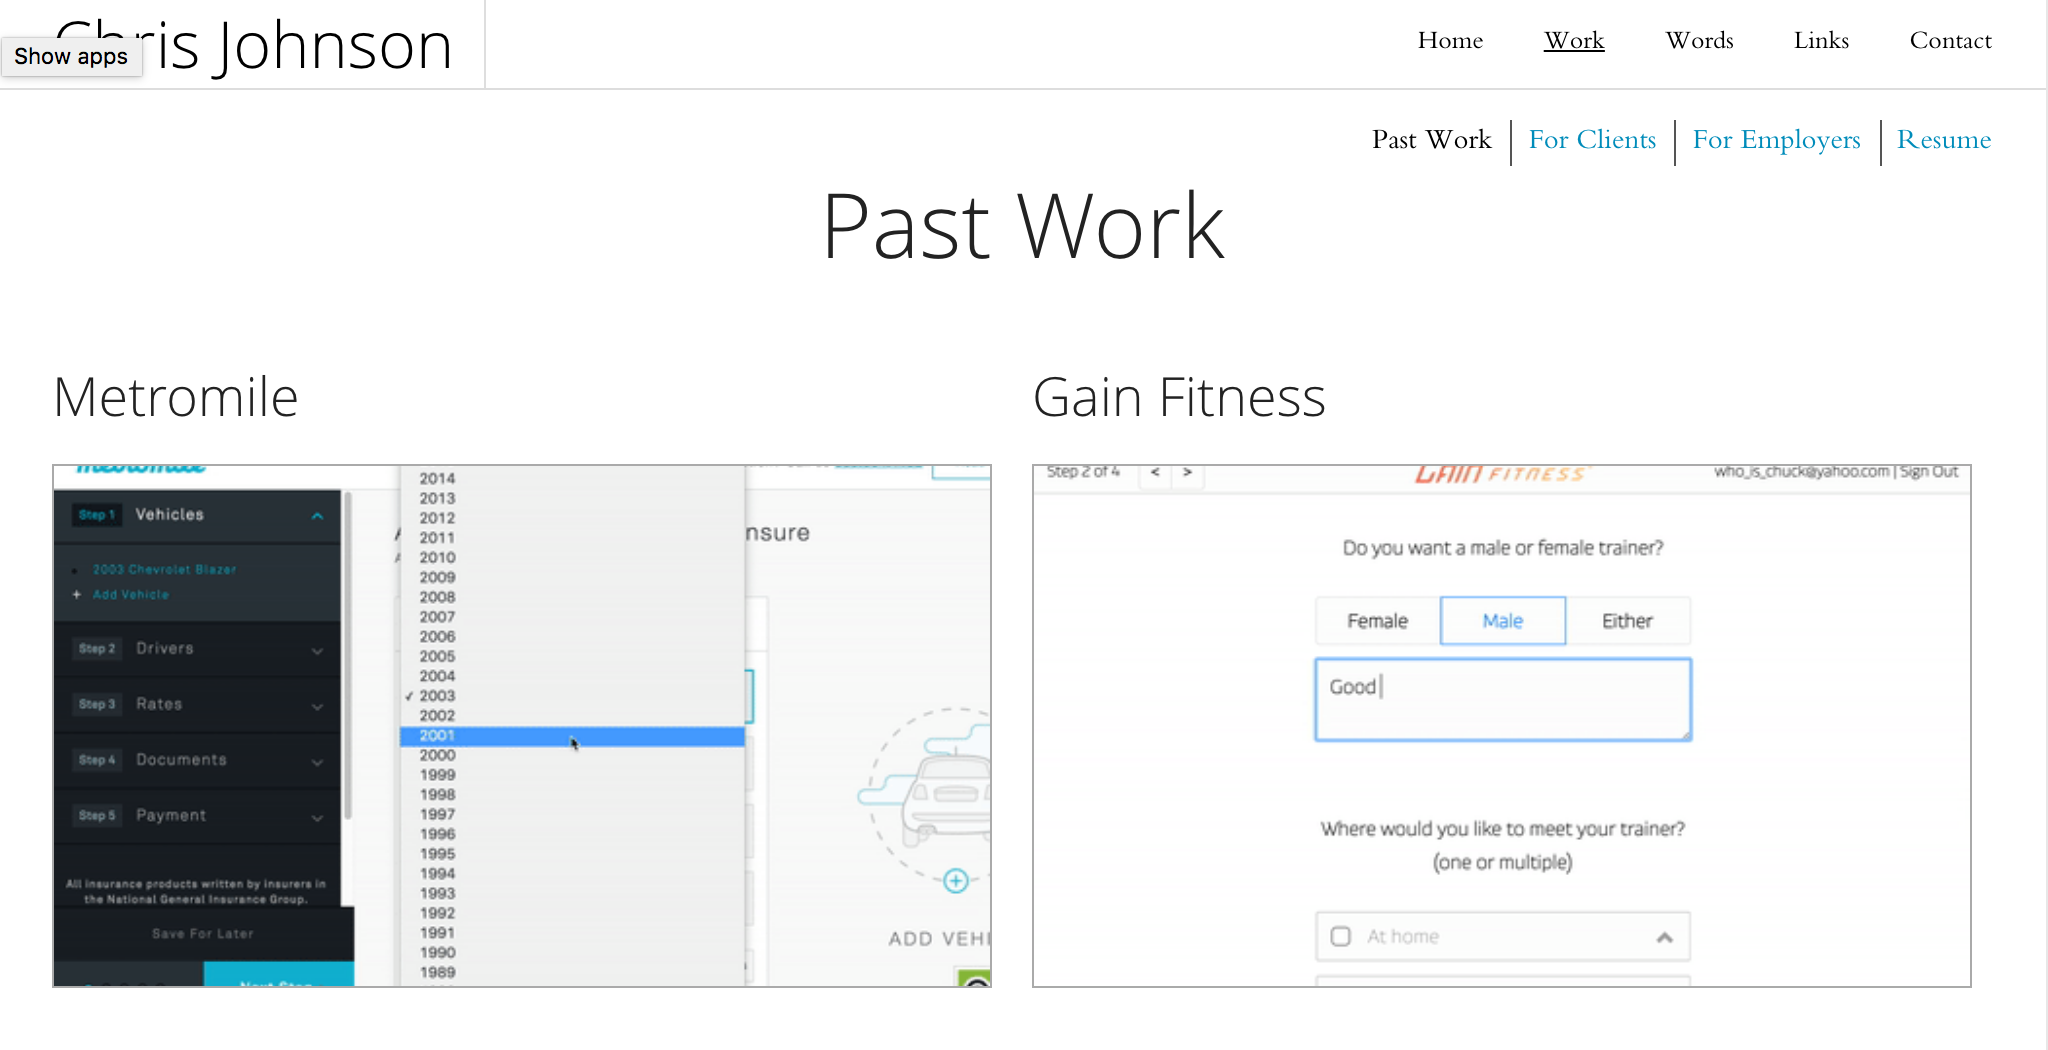 Chris Johnson
Show apps
Home Work Words Links Contact
Past Work For Clients For Employers Resume
Past Work
Metromile
metromile
Step 1 Vehicles
2003 Chevrolet Blazer
+ Add Vehicle
Step 2 Drivers
Step 3 Rates
Step 4 Documents
Step 5 Payment
All insurance products written by insurers in
the National General Insurance Group.
Save For Later
Next Step
2014
2013
2012
2011
2010
2009
2008
2007
2006
2005
2004
✓ 2003
2002
2001
2000
1999
1998
1997
1996
1995
1994
1993
1992
1991
1990
1989
nsure
ADD VEHI
Gain Fitness
Step 2 of 4 < > GAIN FITNESS who_is_chuck@yahoo.com | Sign Out
Do you want a male or female trainer?
Female Male Either
Good
Where would you like to meet your trainer?
(one or multiple)
At home